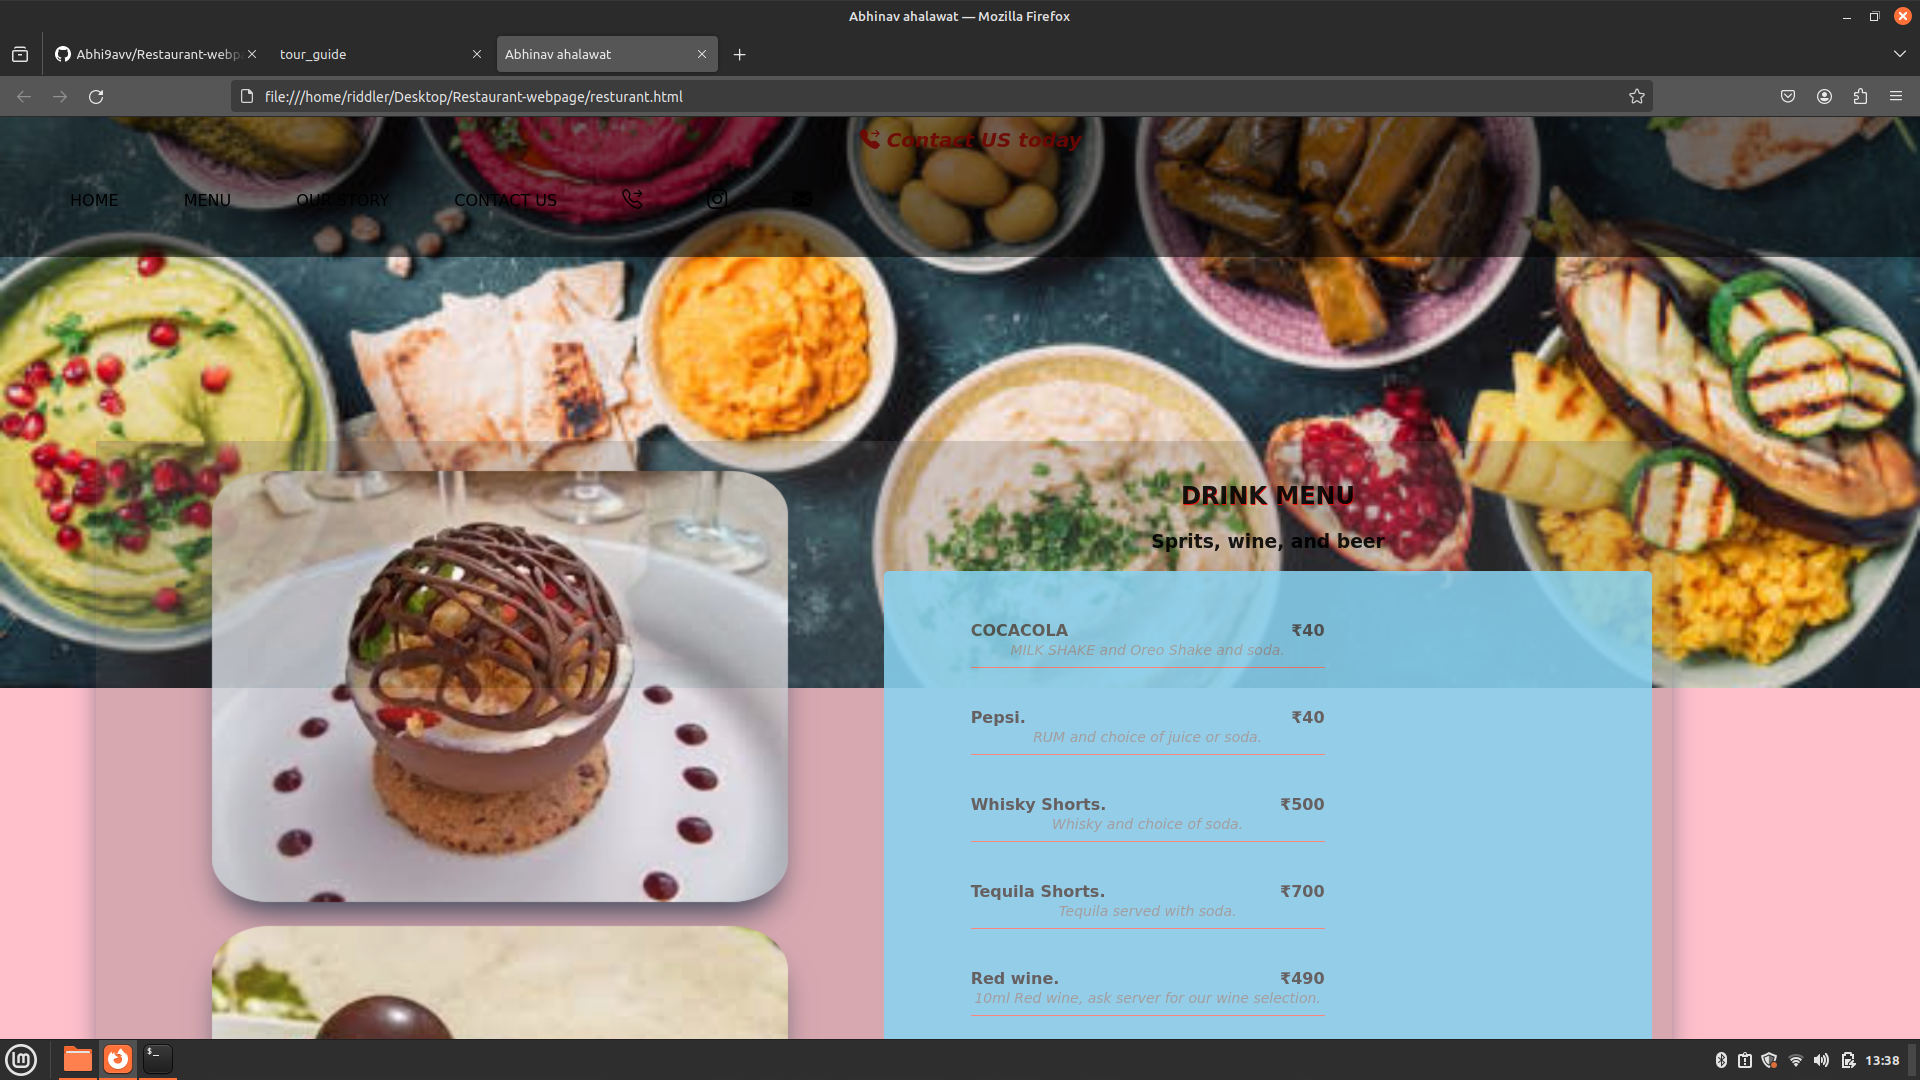 Abhinav ahalawat — Mozilla Firefox
Abhi9avv/Restaurant-webp
tour_guide
Abhinav ahalawat
file:///home/riddler/Desktop/Restaurant-webpage/resturant.html
Contact US today
HOME MENU OUR STORY CONTACT US
DRINK MENU
Sprits, wine, and beer
COCACOLA ₹40
MILK SHAKE and Oreo Shake and soda.
Pepsi. ₹40
RUM and choice of juice or soda.
Whisky Shorts. ₹500
Whisky and choice of soda.
Tequila Shorts. ₹700
Tequila served with soda.
Red wine. ₹490
10ml Red wine, ask server for our wine selection.
$_
13:38